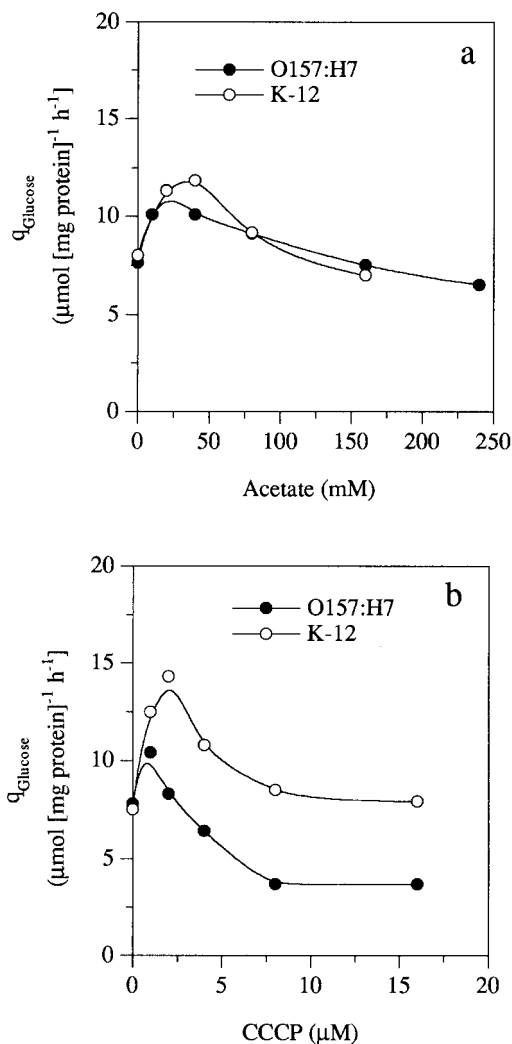 a
20
15
10
5
0
O157:H7
K-12
q_Glucose
(µmol [mg protein]⁻¹ h⁻¹)
0 50 100 150 200 250
Acetate (mM)
b
20
15
10
5
0
O157:H7
K-12
q_Glucose
(µmol [mg protein]⁻¹ h⁻¹]
0 5 10 15 20
CCCP (µM)